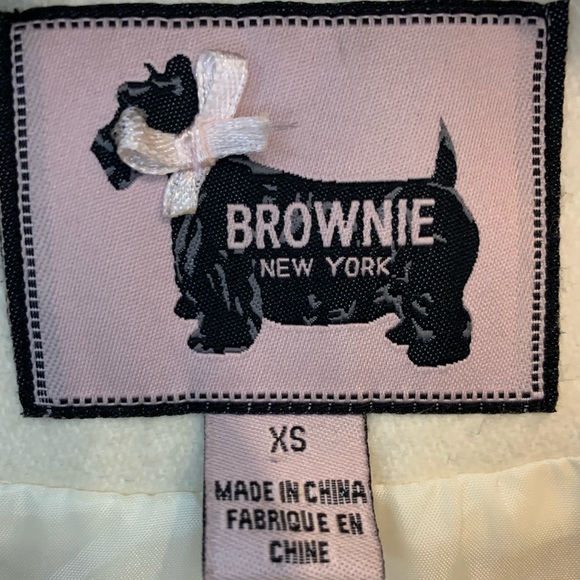 BROWNIE
NEW YORK
XS
MADE IN CHINA
FABRIQUE EN
CHINE